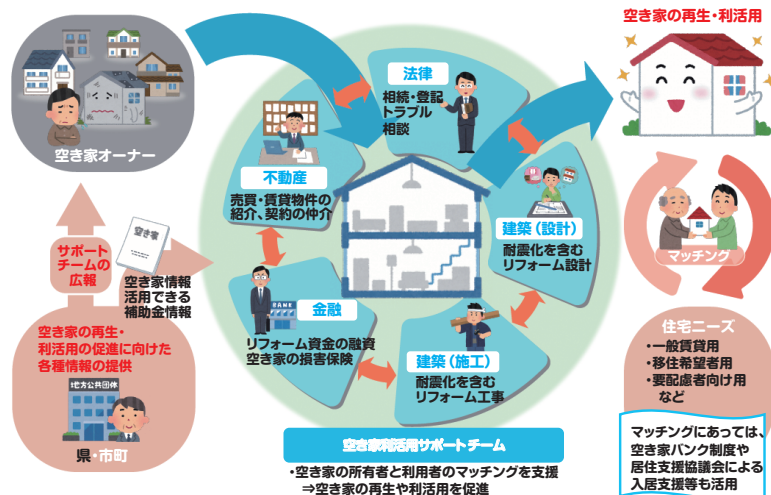 空き家の再生・利活用
空き家オーナー
法律
相続・登記
トラブル
相談
不動産
売買・賃貸物件の
紹介、契約の仲介
建築（設計）
耐震化を含む
リフォーム設計
金融
BANK
リフォーム資金の融資
空き家の損害保険
建築（施工）
耐震化を含む
リフォーム工事
サポート
チームの
広報
空き家
空き家情報
活用できる
補助金情報
空き家の再生・
利活用の促進に向けた
各種情報の提供
地方公共団体
県・市町
マッチング
住宅ニーズ
・一般賃貸用
・移住希望者用
・要配慮者向け用
など
マッチングにあっては、
空き家バンク制度や
居住支援協議会による
入居支援等も活用
空き家利活用サポートチーム
・空き家の所有者と利用者のマッチングを支援
⇒空き家の再生や利活用を促進